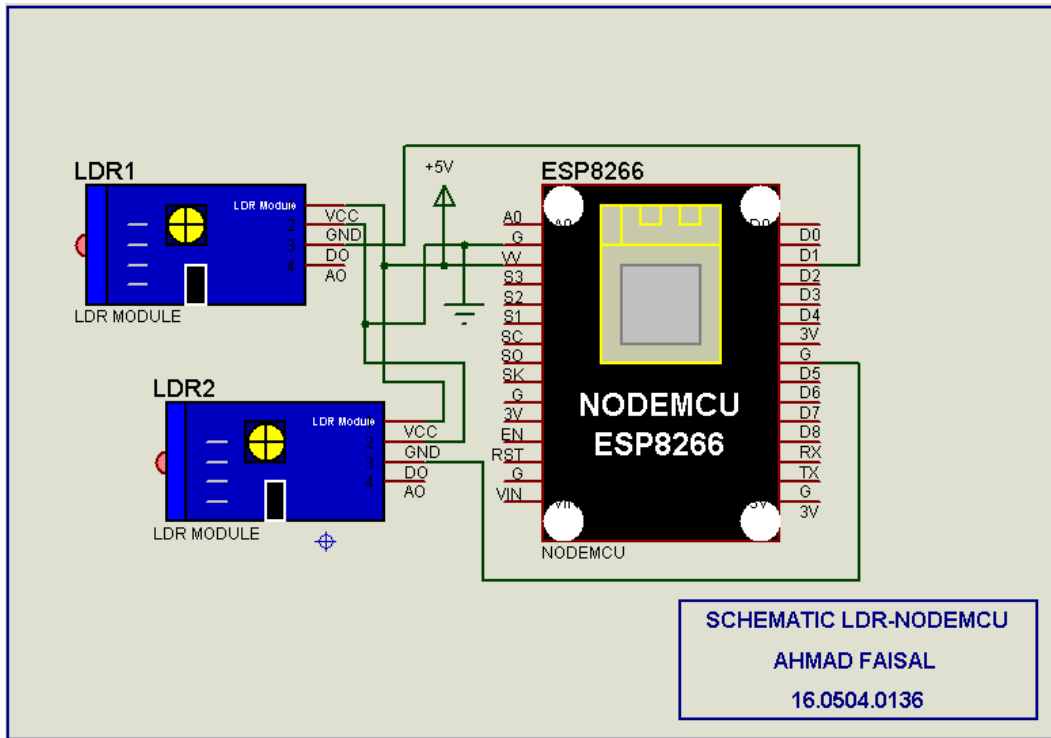 LDR1
LDR Module
2
3
4
VCC
GND
DO
AO
LDR MODULE
+5V
LDR2
LDR Module
2
3
4
VCC
GND
DO
AO
LDR MODULE
ESP8266
A0
G
VV
S3
S2
S1
SC
SO
SK
G
3V
EN
RST
G
VIN
D0
D1
D2
D3
D4
3V
G
D5
D6
D7
D8
RX
TX
G
3V
NODEMCU
ESP8266
NODEMCU
SCHEMATIC LDR-NODEMCU
AHMAD FAISAL
16.0504.0136